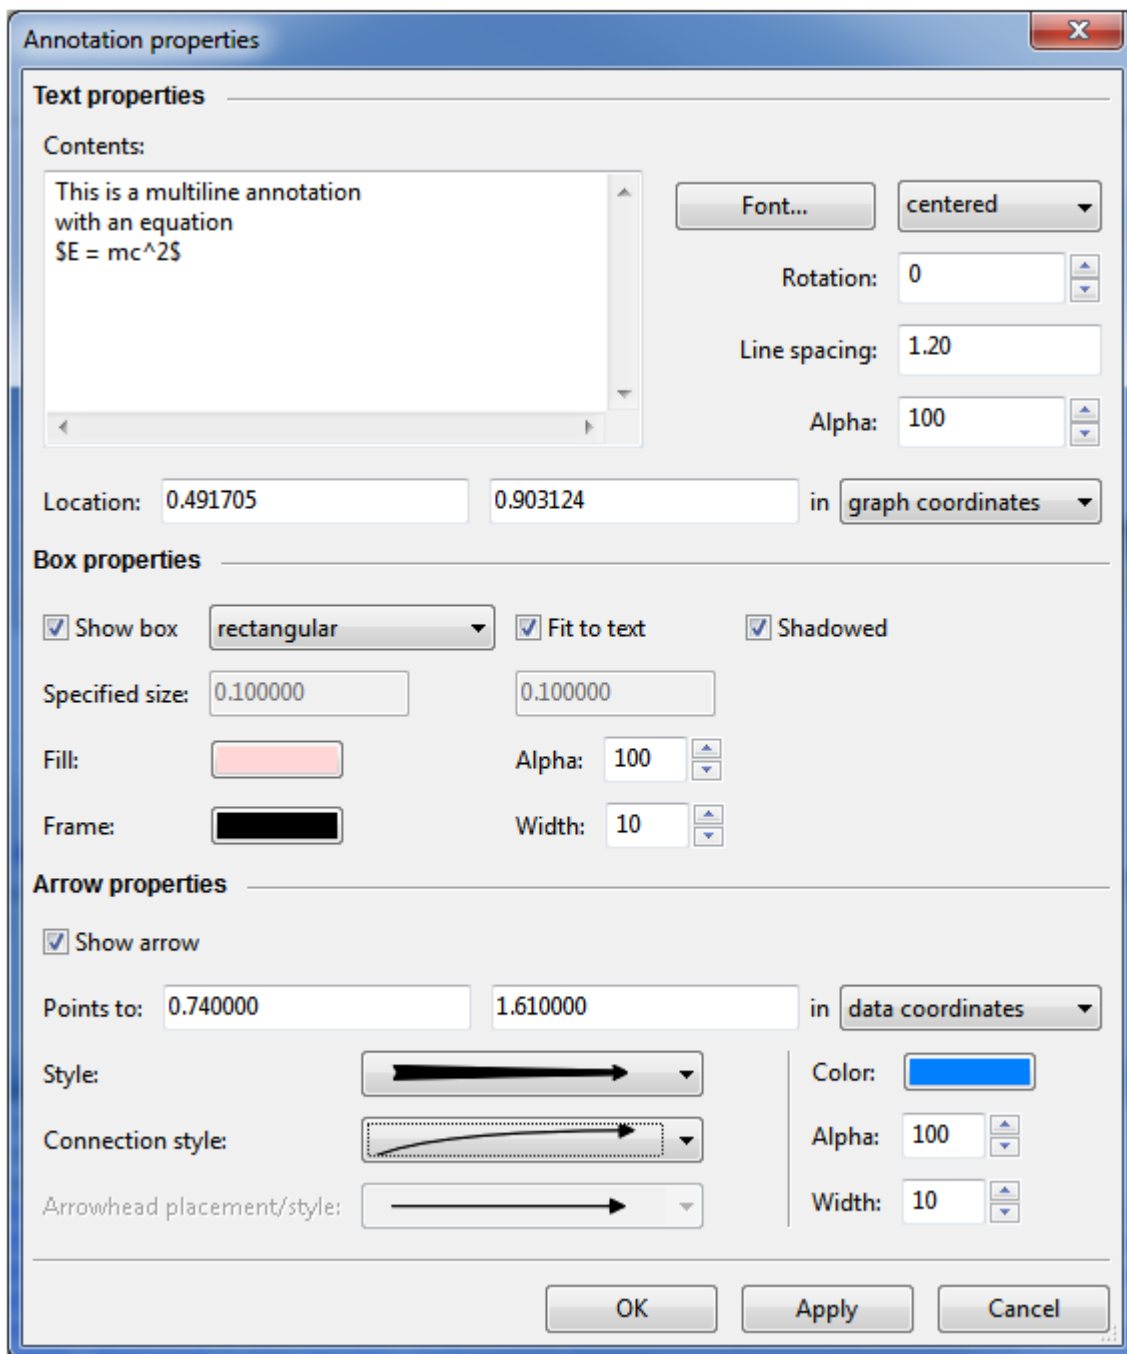 Annotation properties
Text properties
Contents:
This is a multiline annotation
with an equation
$E = mc^2$
Font... centered
Rotation: 0
Line spacing: 1.20
Alpha: 100
Location: 0.491705 0.903124 in graph coordinates
Box properties
Show box rectangular Fit to text Shadowed
Specified size: 0.100000 0.100000
Fill: Alpha: 100
Frame: Width: 10
Arrow properties
Show arrow
Points to: 0.740000 1.610000 in data coordinates
Style: Color:
Connection style: Alpha: 100
Arrowhead placement/style: Width: 10
OK Apply Cancel